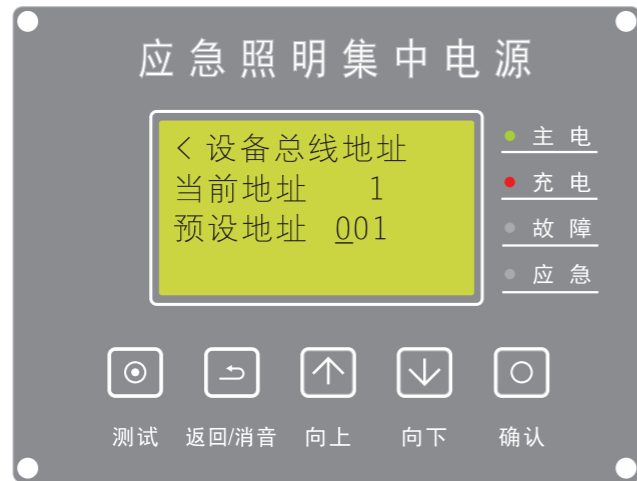 应急照明集中电源
< 设备总线地址
当前地址 1
预设地址 001
主电
充电
故障
应急
测试 返回/消音 向上 向下 确认